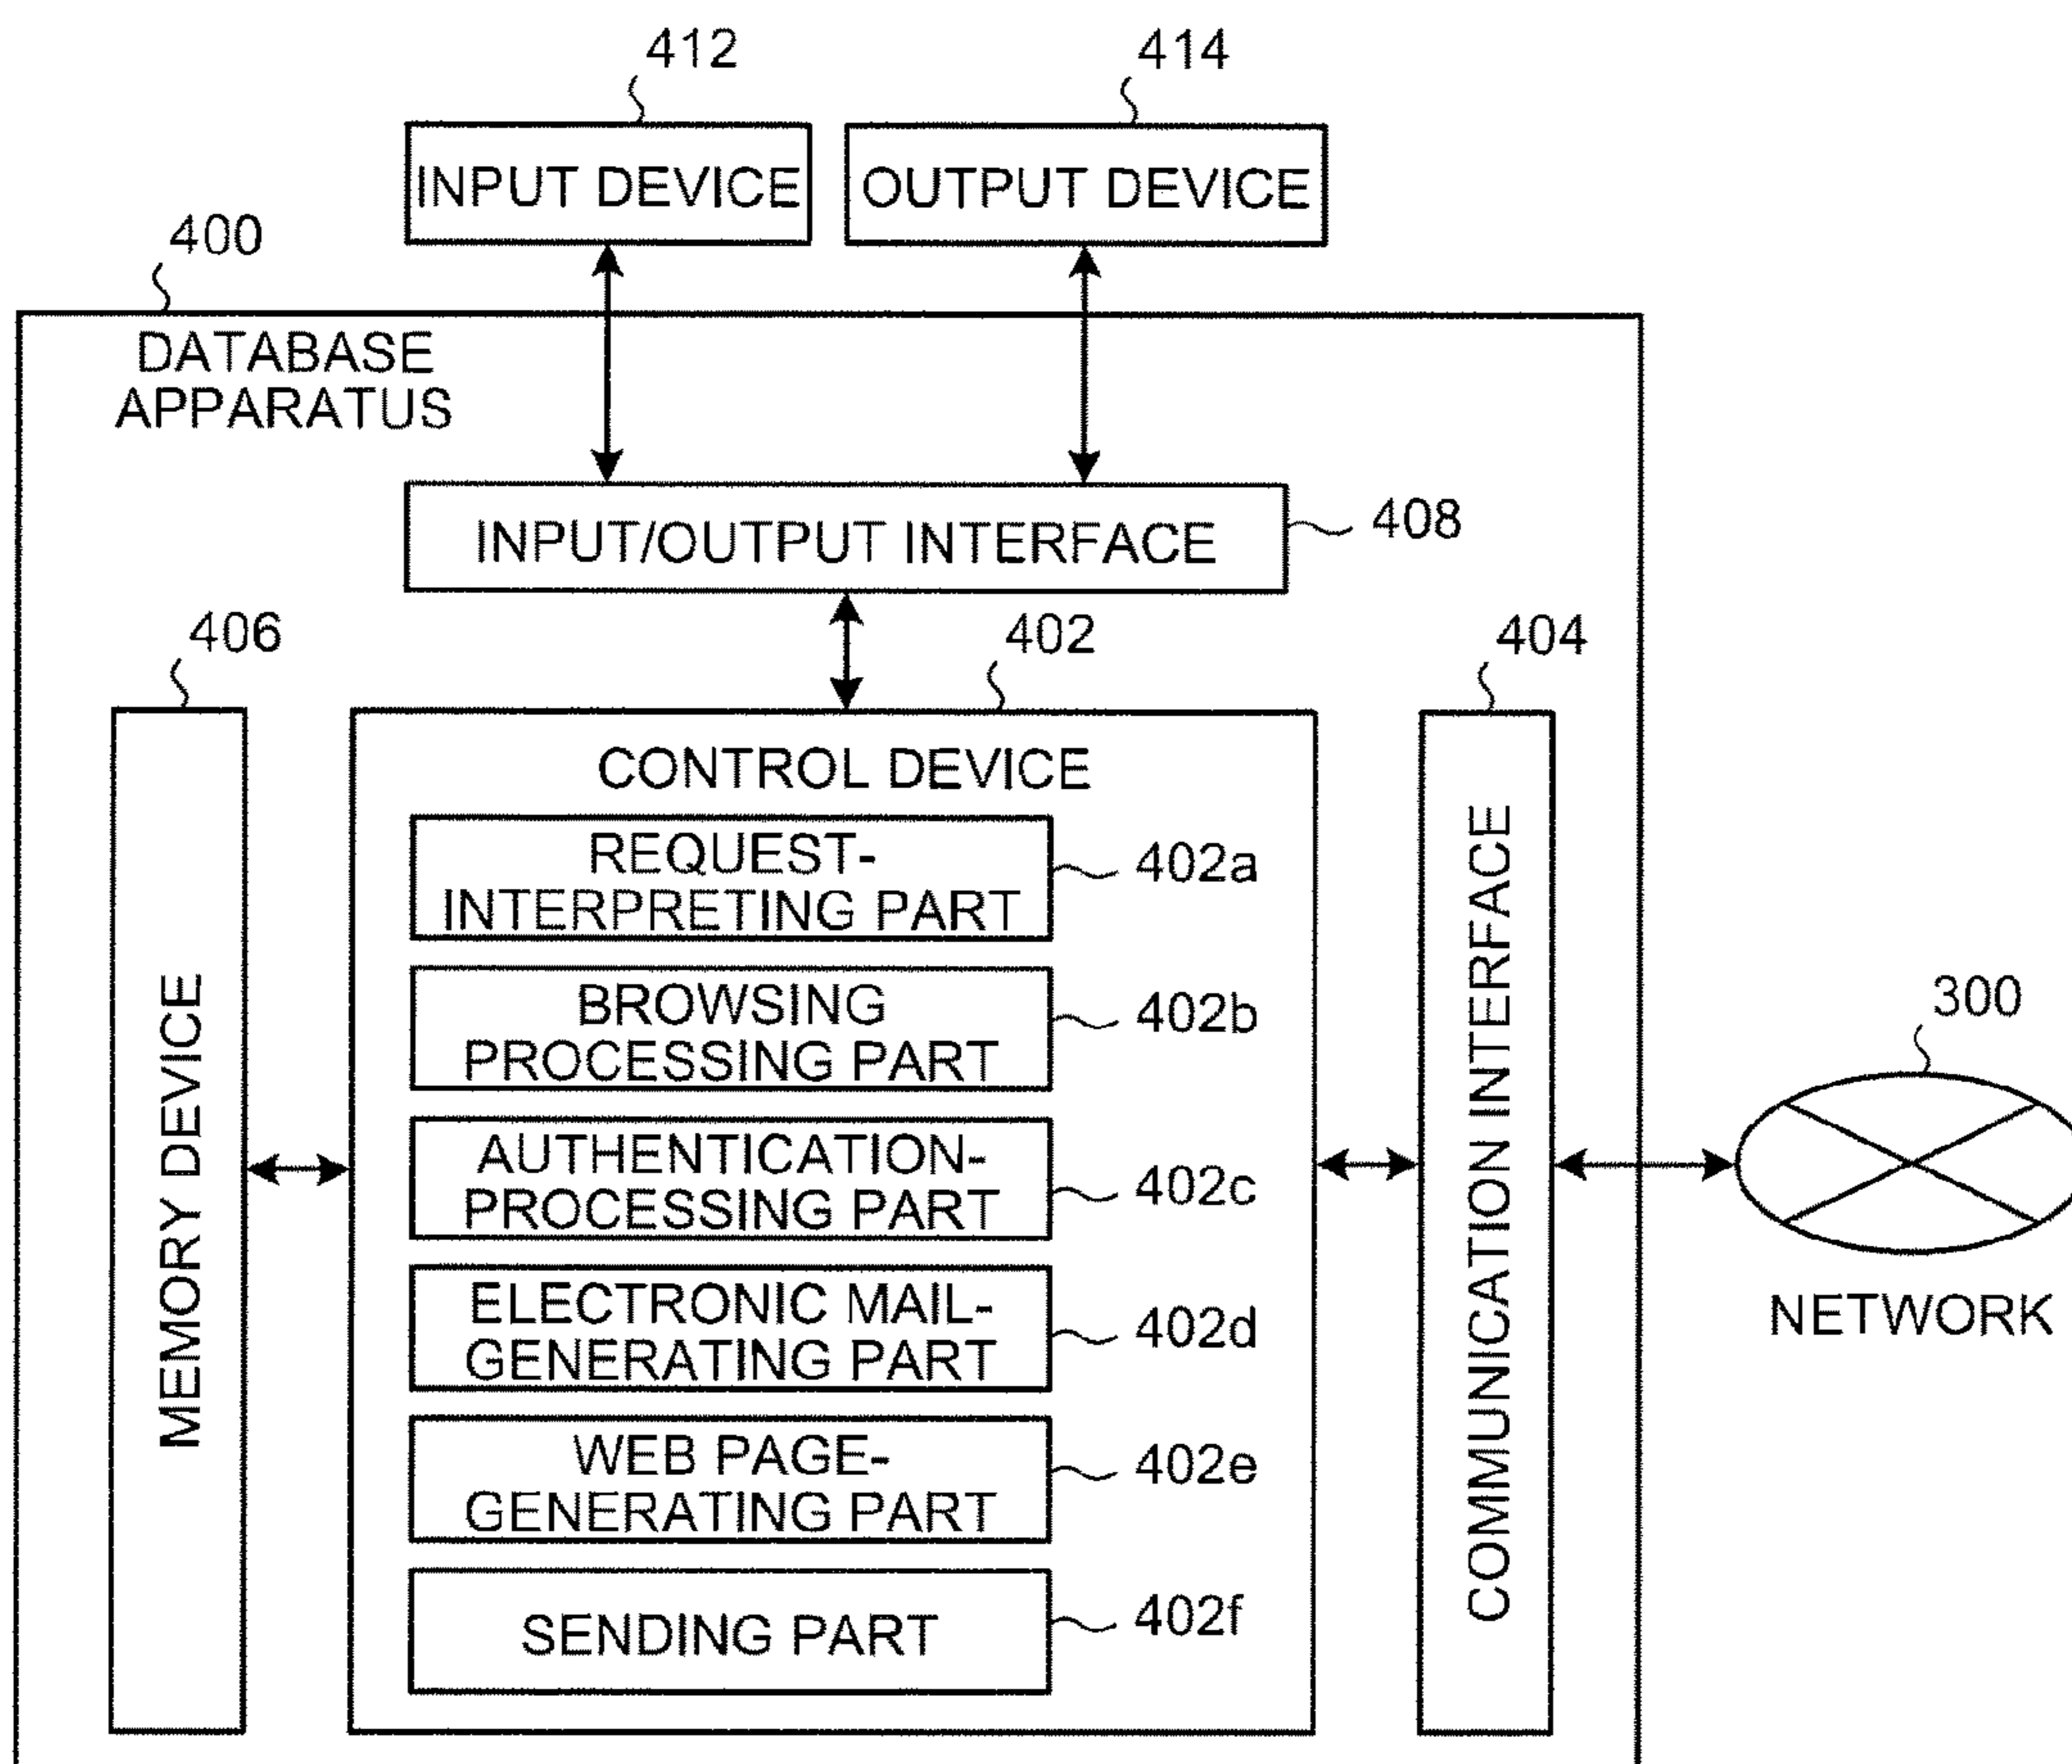 412
414
INPUT DEVICE
OUTPUT DEVICE
400
DATABASE
APPARATUS
INPUT/OUTPUT INTERFACE
408
406
402
404
CONTROL DEVICE
REQUEST-
INTERPRETING PART
402a
BROWSING
PROCESSING PART
402b
AUTHENTICATION-
PROCESSING PART
402c
ELECTRONIC MAIL-
GENERATING PART
402d
WEB PAGE-
GENERATING PART
402e
SENDING PART
402f
MEMORY DEVICE
COMMUNICATION INTERFACE
300
NETWORK